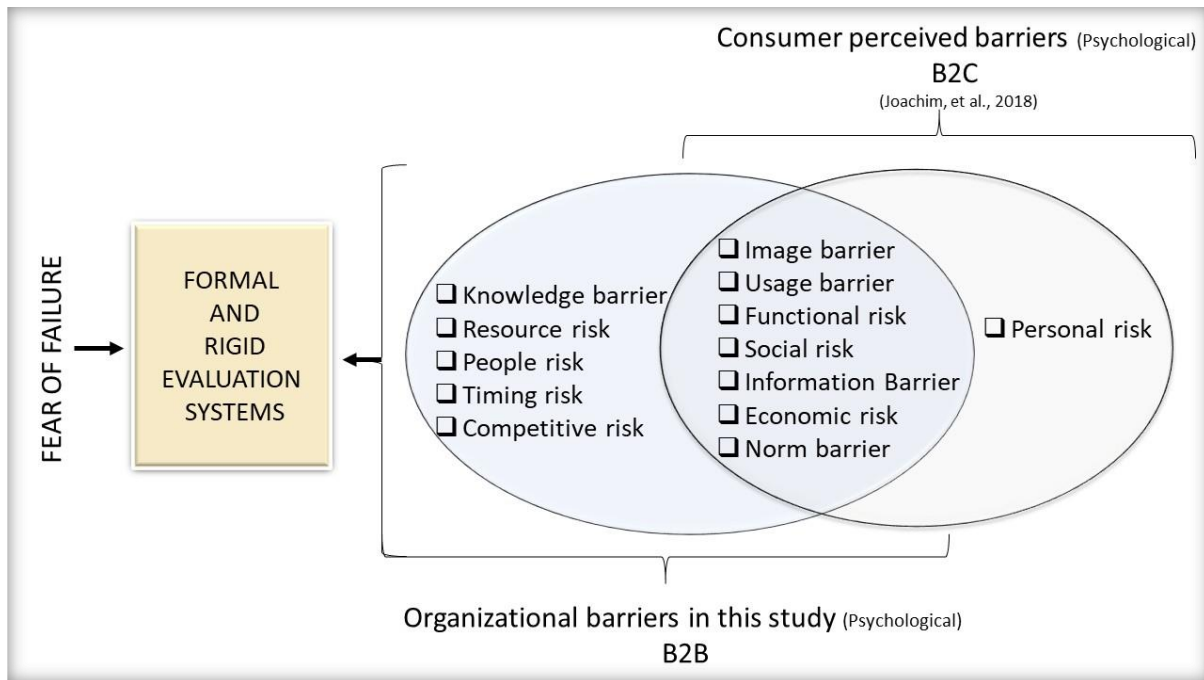 Consumer perceived barriers (Psychological)
B2C
(Joachim, et al., 2018)
FEAR OF FAILURE
FORMAL
AND
RIGID
EVALUATION
SYSTEMS
❑ Knowledge barrier
❑ Resource risk
❑ People risk
❑ Timing risk
❑ Competitive risk
❑ Image barrier
❑ Usage barrier
❑ Functional risk
❑ Social risk
❑ Information Barrier
❑ Economic risk
❑ Norm barrier
❑ Personal risk
Organizational barriers in this study (Psychological)
B2B